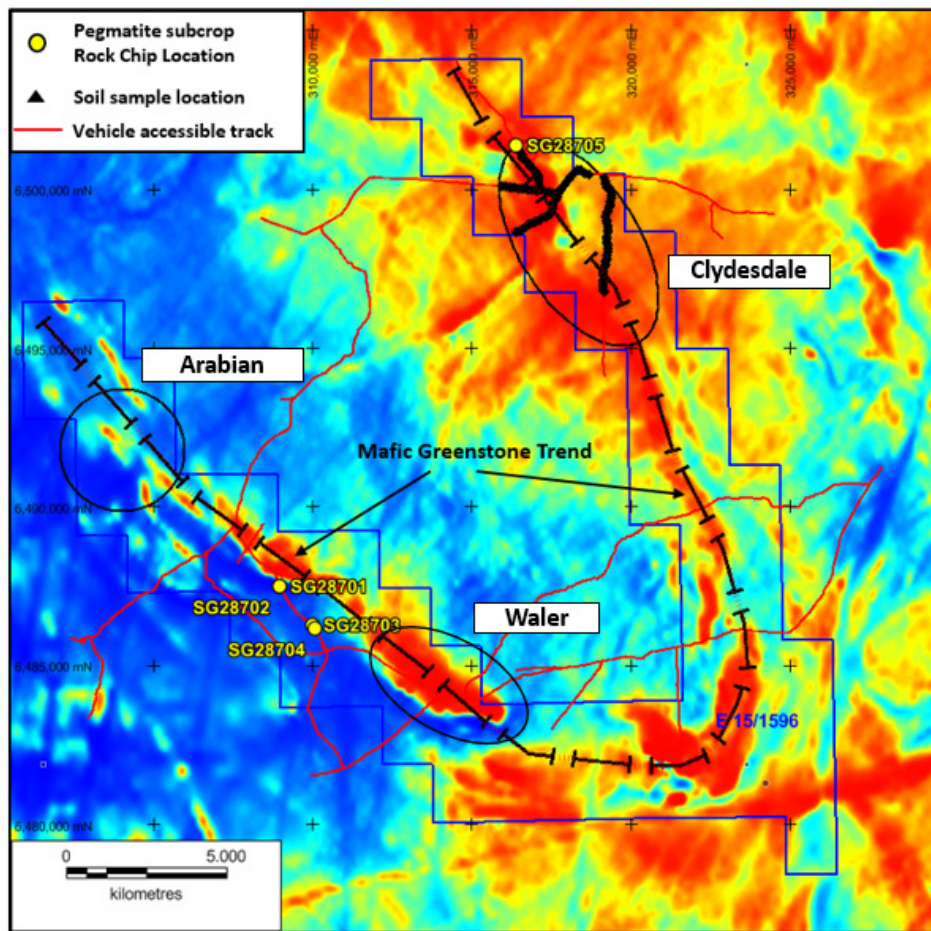 Pegmatite subcrop
Rock Chip Location
Soil sample location
Vehicle accessible track
310,000 mE
315,000 mE
320,000 mE
325,000 mE
SG28705
6,500,000 mN
Clydesdale
6,495,000 mN
Arabian
Mafic Greenstone Trend
6,490,000 mN
SG28701
SG28702
SG28703
Waler
SG28704
6,485,000 mN
E 15/1596
6,480,000 mN
0
5.000
kilometres